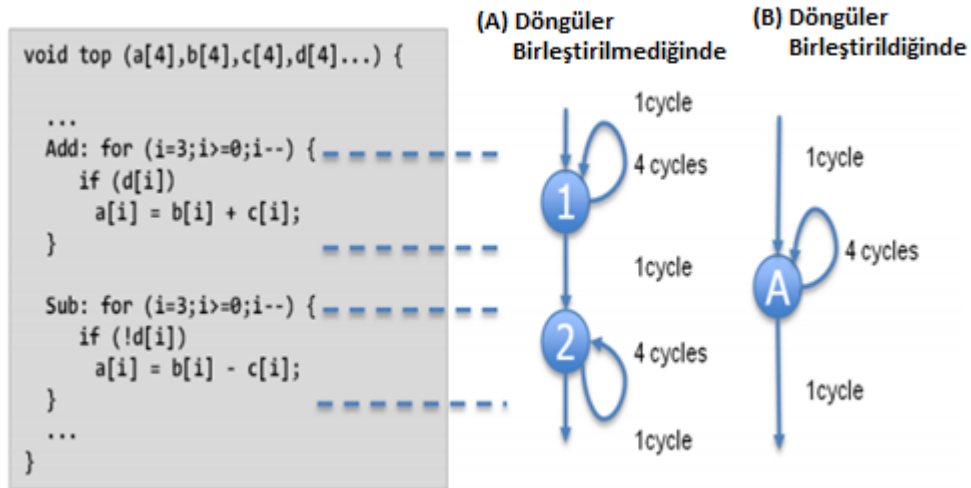 void top (a[4],b[4],c[4],d[4]...) {
...
Add: for (i=3;i>=0;i--) {
if (d[i])
a[i] = b[i] + c[i];
}
Sub: for (i=3;i>=0;i--) {
if (!d[i])
a[i] = b[i] - c[i];
}
...
}
(A) Döngüler
Birleştirilmediğinde
1cycle
4 cycles
1
1cycle
2
4 cycles
1cycle
(B) Döngüler
Birleştirildiğinde
1cycle
4 cycles
A
1cycle